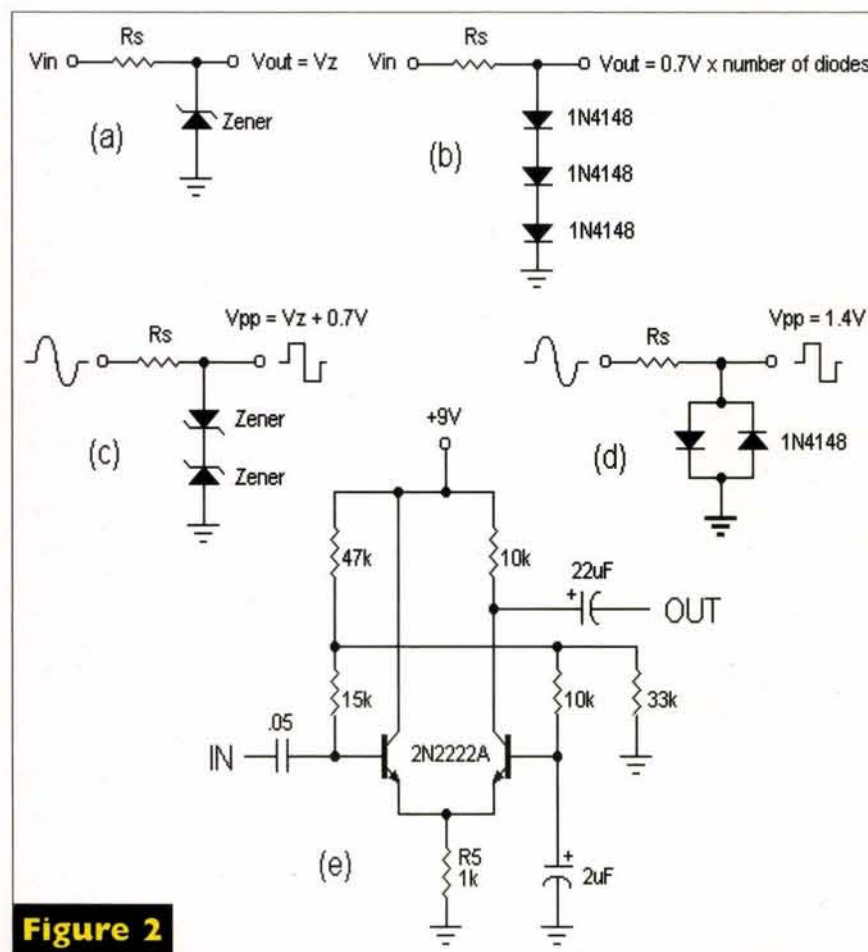 Rs
Vin
Vout = Vz
Zener
(a)
Rs
Vin
Vout = 0.7V x number of diodes
1N4148
1N4148
1N4148
(b)
Rs
Vpp = Vz + 0.7V
Zener
Zener
(c)
Rs
Vpp = 1.4V
1N4148
(d)
+9V
47k
10k
22uF
+
OUT
15k
10k
33k
.05
IN
2N2222A
R5
1k
+
2uF
(e)
Figure 2